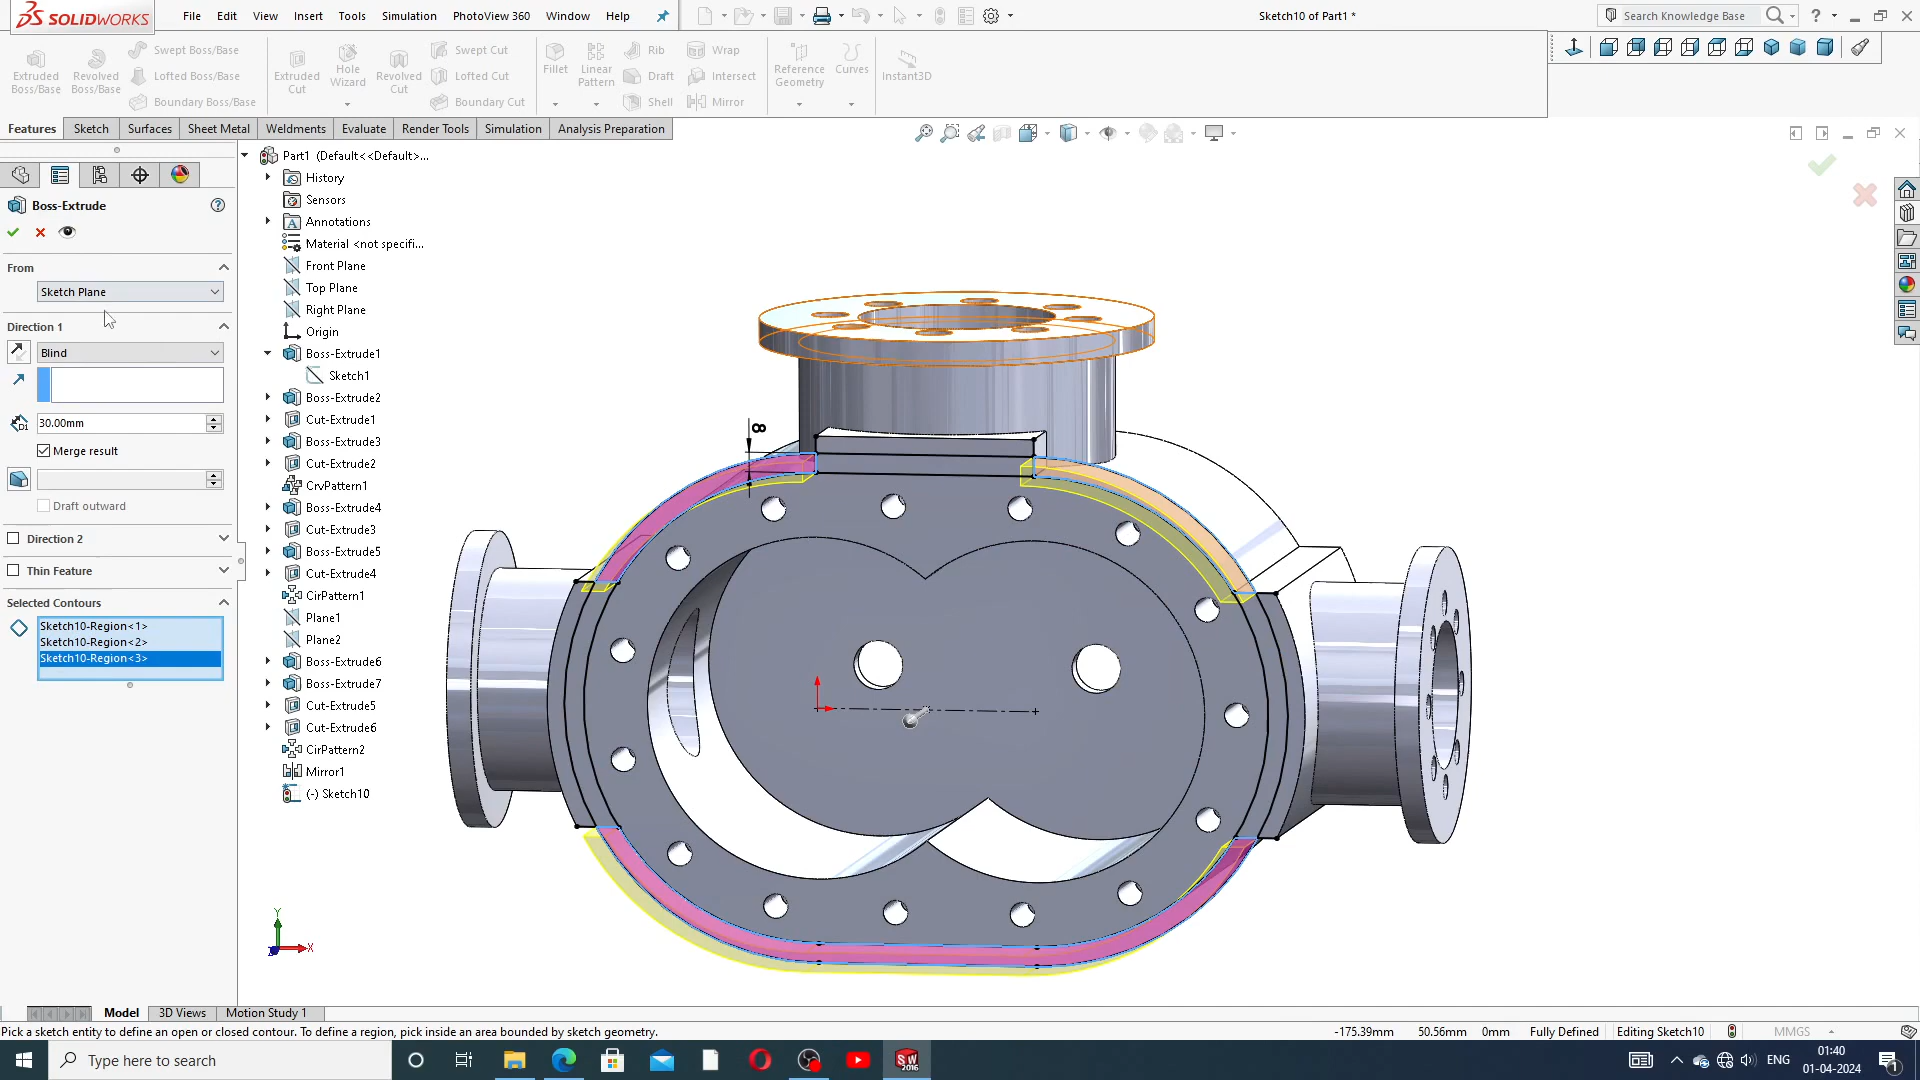 SOLIDWORKS
File Edit View Insert Tools Simulation PhotoView 360 Window Help
Sketch10 of Part1 *
Search Knowledge Base
Extruded Boss/Base
Revolved Boss/Base
Swept Boss/Base
Lofted Boss/Base
Boundary Boss/Base
Extruded Cut
Hole Wizard
Revolved Cut
Swept Cut
Lofted Cut
Boundary Cut
Fillet
Linear Pattern
Rib
Draft
Shell
Wrap
Intersect
Mirror
Reference Geometry
Curves
Instant3D
Features Sketch Surfaces Sheet Metal Weldments Evaluate Render Tools Simulation Analysis Preparation
Boss-Extrude
From
Sketch Plane
Direction 1
Blind
D1
30.00mm
Merge result
Draft outward
Direction 2
Thin Feature
Selected Contours
Sketch10-Region<1>
Sketch10-Region<2>
Sketch10-Region<3>
Part1 (Default<<Default>...
History
Sensors
A Annotations
Material <not specifi...
Front Plane
Top Plane
Right Plane
Origin
Boss-Extrude1
Sketch1
Boss-Extrude2
Cut-Extrude1
Boss-Extrude3
Cut-Extrude2
CrvPattern1
Boss-Extrude4
Cut-Extrude3
Boss-Extrude5
Cut-Extrude4
CirPattern1
Plane1
Plane2
Boss-Extrude6
Boss-Extrude7
Cut-Extrude5
Cut-Extrude6
CirPattern2
Mirror1
(-) Sketch10
8
Y
X
Model 3D Views Motion Study 1
Pick a sketch entity to define an open or closed contour. To define a region, pick inside an area bounded by sketch geometry.
-175.39mm 50.56mm 0mm Fully Defined Editing Sketch10 MMGS
Type here to search
SW
2016
ENG
01:40
01-04-2024
1